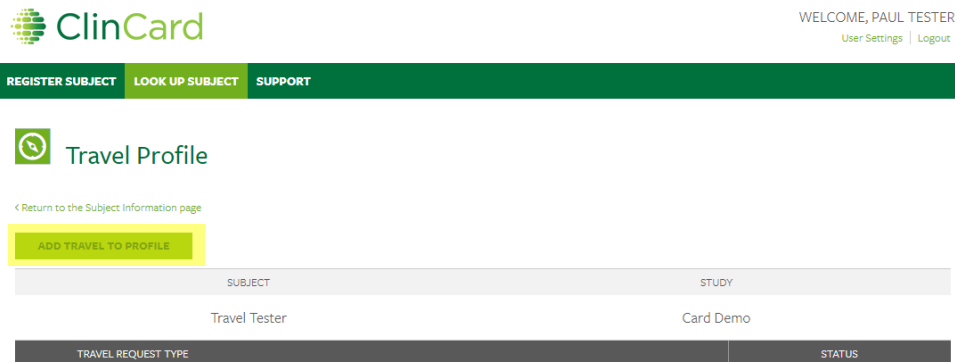 ClinCard
WELCOME, PAUL TESTER
User Settings | Logout
REGISTER SUBJECT LOOK UP SUBJECT SUPPORT
Travel Profile
< Return to the Subject Information page
ADD TRAVEL TO PROFILE
SUBJECT STUDY
Travel Tester Card Demo
TRAVEL REQUEST TYPE STATUS